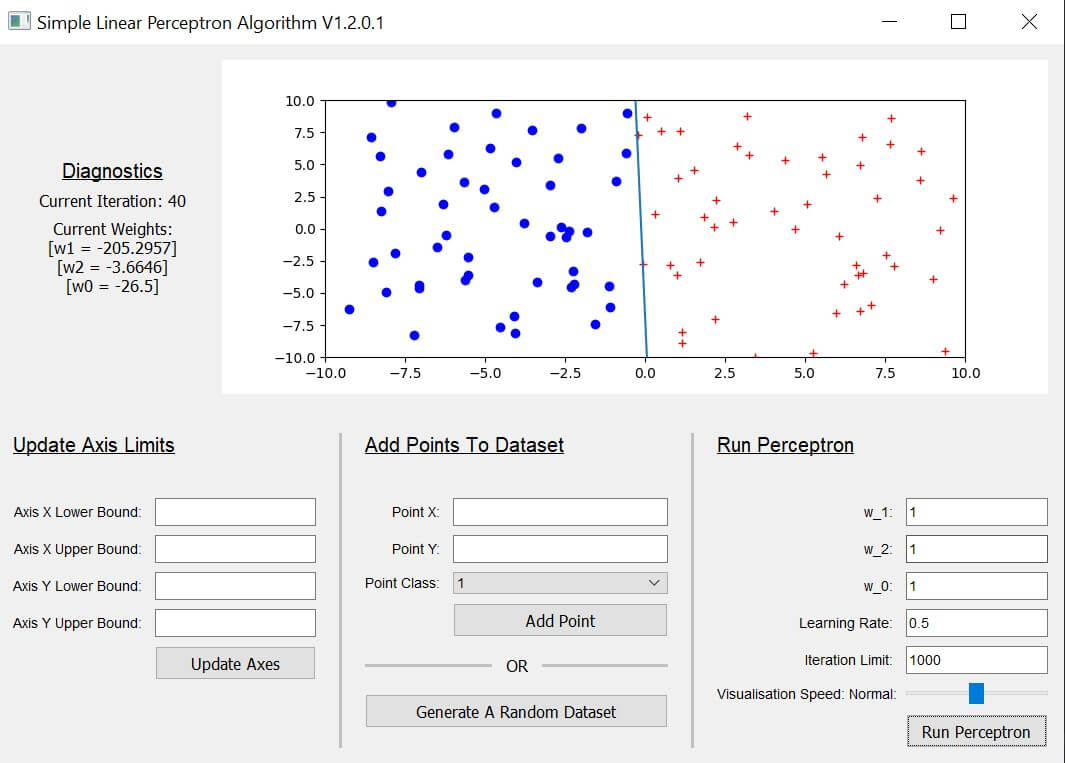 Simple Linear Perceptron Algorithm V1.2.0.1
Diagnostics
Current Iteration: 40
Current Weights:
[w1 = -205.2957]
[w2 = -3.6646]
[w0 = -26.5]
10.0
7.5
5.0
2.5
0.0
−2.5
−5.0
−7.5
−10.0
−10.0 −7.5 −5.0 −2.5 0.0 2.5 5.0 7.5 10.0
Update Axis Limits
Axis X Lower Bound:
Axis X Upper Bound:
Axis Y Lower Bound:
Axis Y Upper Bound:
Update Axes
Add Points To Dataset
Point X:
Point Y:
Point Class: 1
Add Point
OR
Generate A Random Dataset
Run Perceptron
w_1: 1
w_2: 1
w_0: 1
Learning Rate: 0.5
Iteration Limit: 1000
Visualisation Speed: Normal:
Run Perceptron